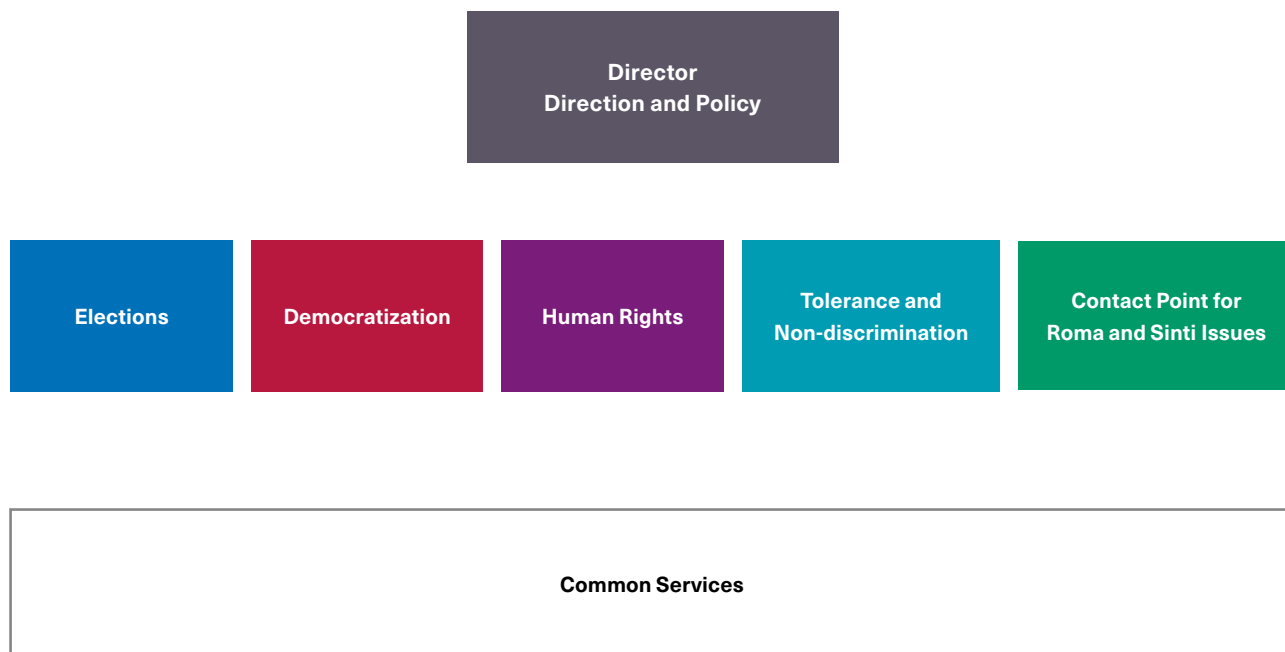 Director
Direction and Policy
Elections
Democratization
Human Rights
Tolerance and
Non-discrimination
Contact Point for
Roma and Sinti Issues
Common Services